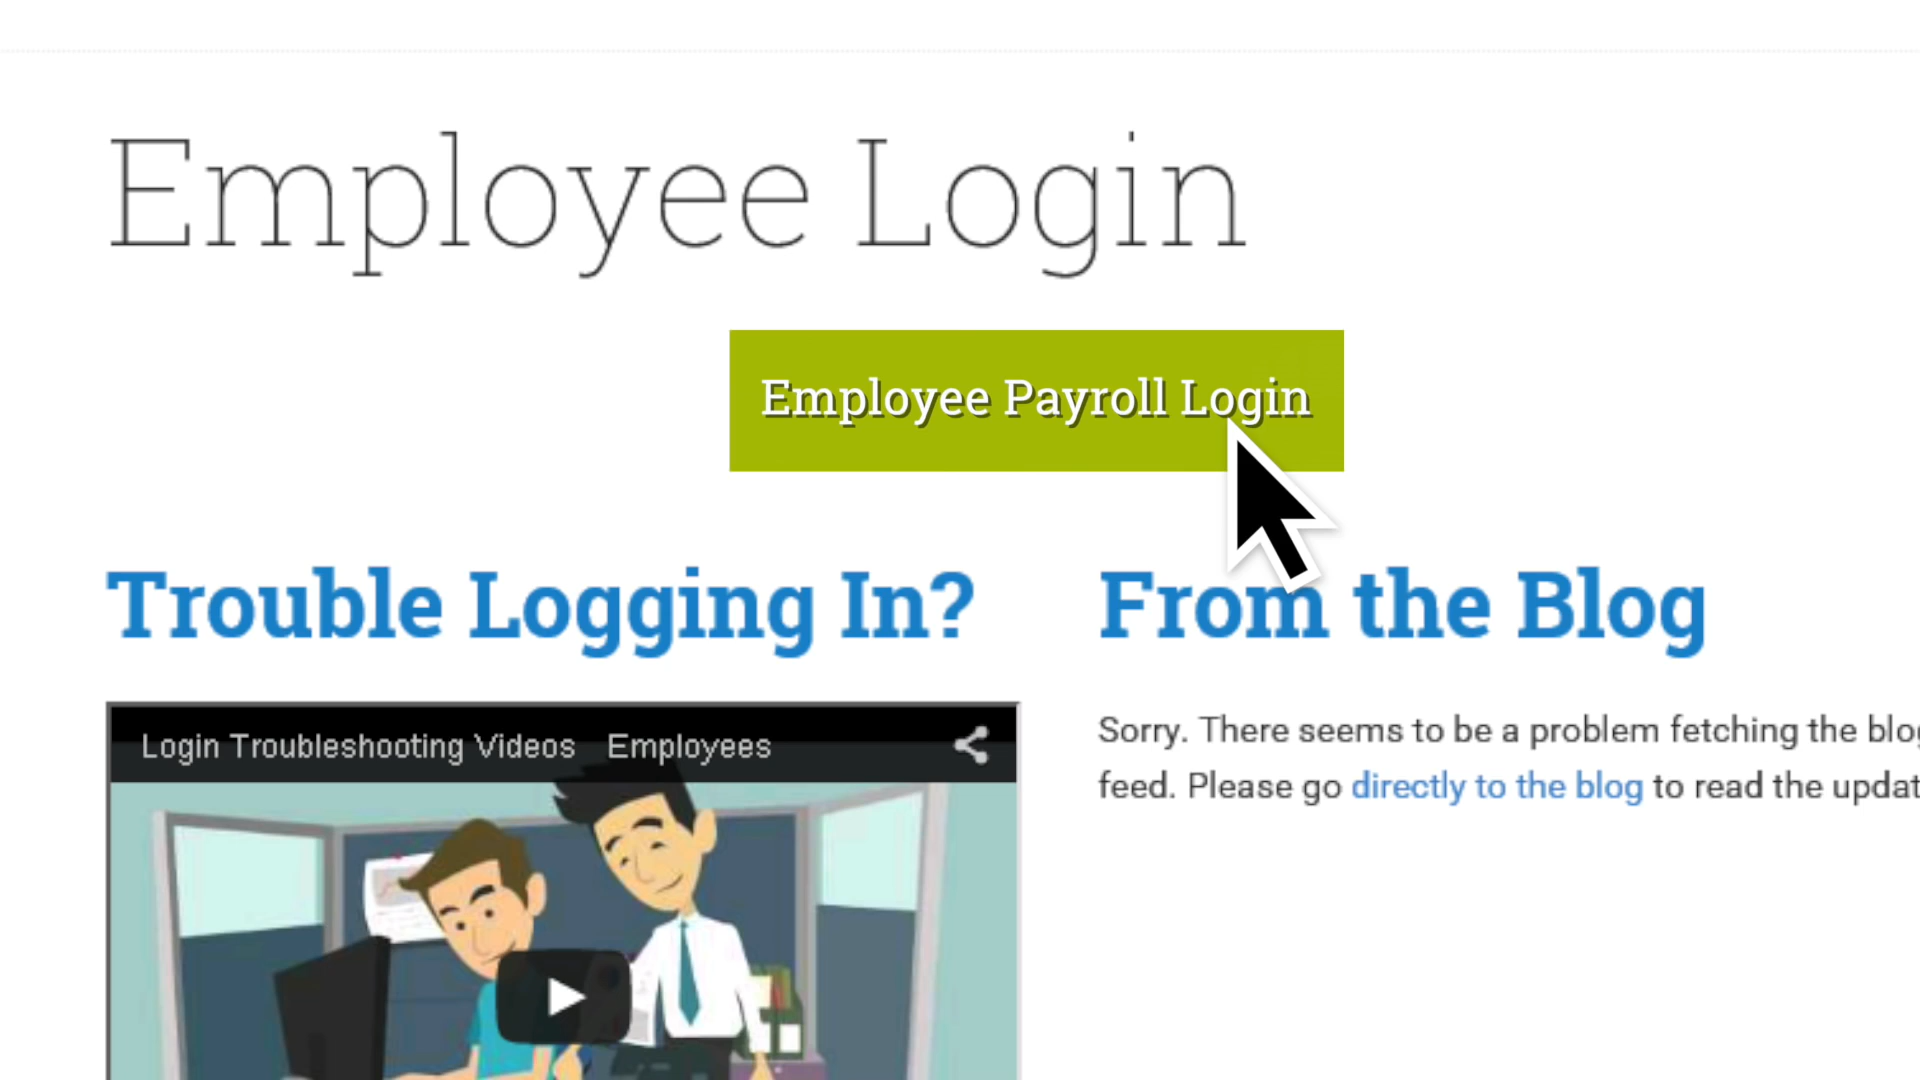 Employee Login
Employee Payroll Login
Trouble Logging In?
Login Troubleshooting Videos Employees
From the Blog
Sorry. There seems to be a problem fetching the blog
feed. Please go directly to the blog to read the updat